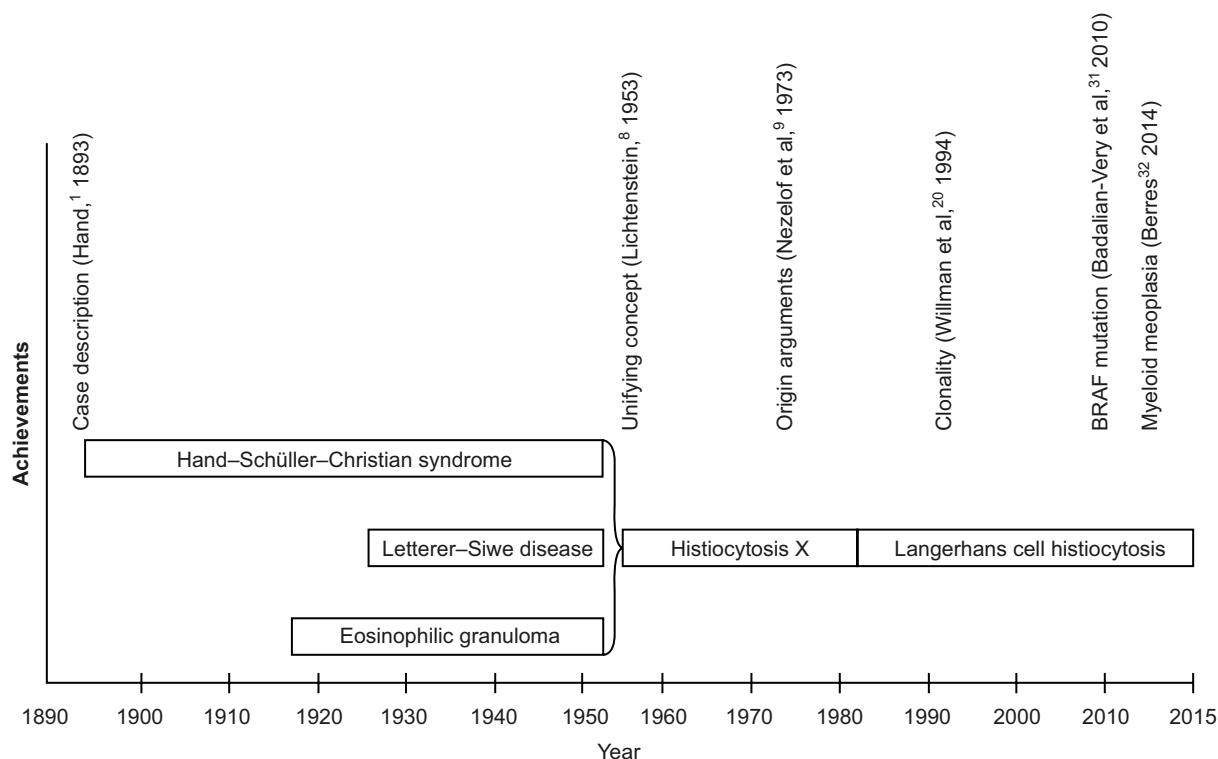 Achievements
Case description (Hand,¹ 1893)
Unifying concept (Lichtenstein,⁸ 1953)
Origin arguments (Nezelof et al,⁹ 1973)
Clonality (Willman et al,²⁰ 1994)
BRAF mutation (Badalian-Very et al,³¹ 2010)
Myeloid meoplasia (Berres³² 2014)
Hand–Schüller–Christian syndrome
Letterer–Siwe disease
Histiocytosis X
Langerhans cell histiocytosis
Eosinophilic granuloma
1890 1900 1910 1920 1930 1940 1950 1960 1970 1980 1990 2000 2010 2015
Year